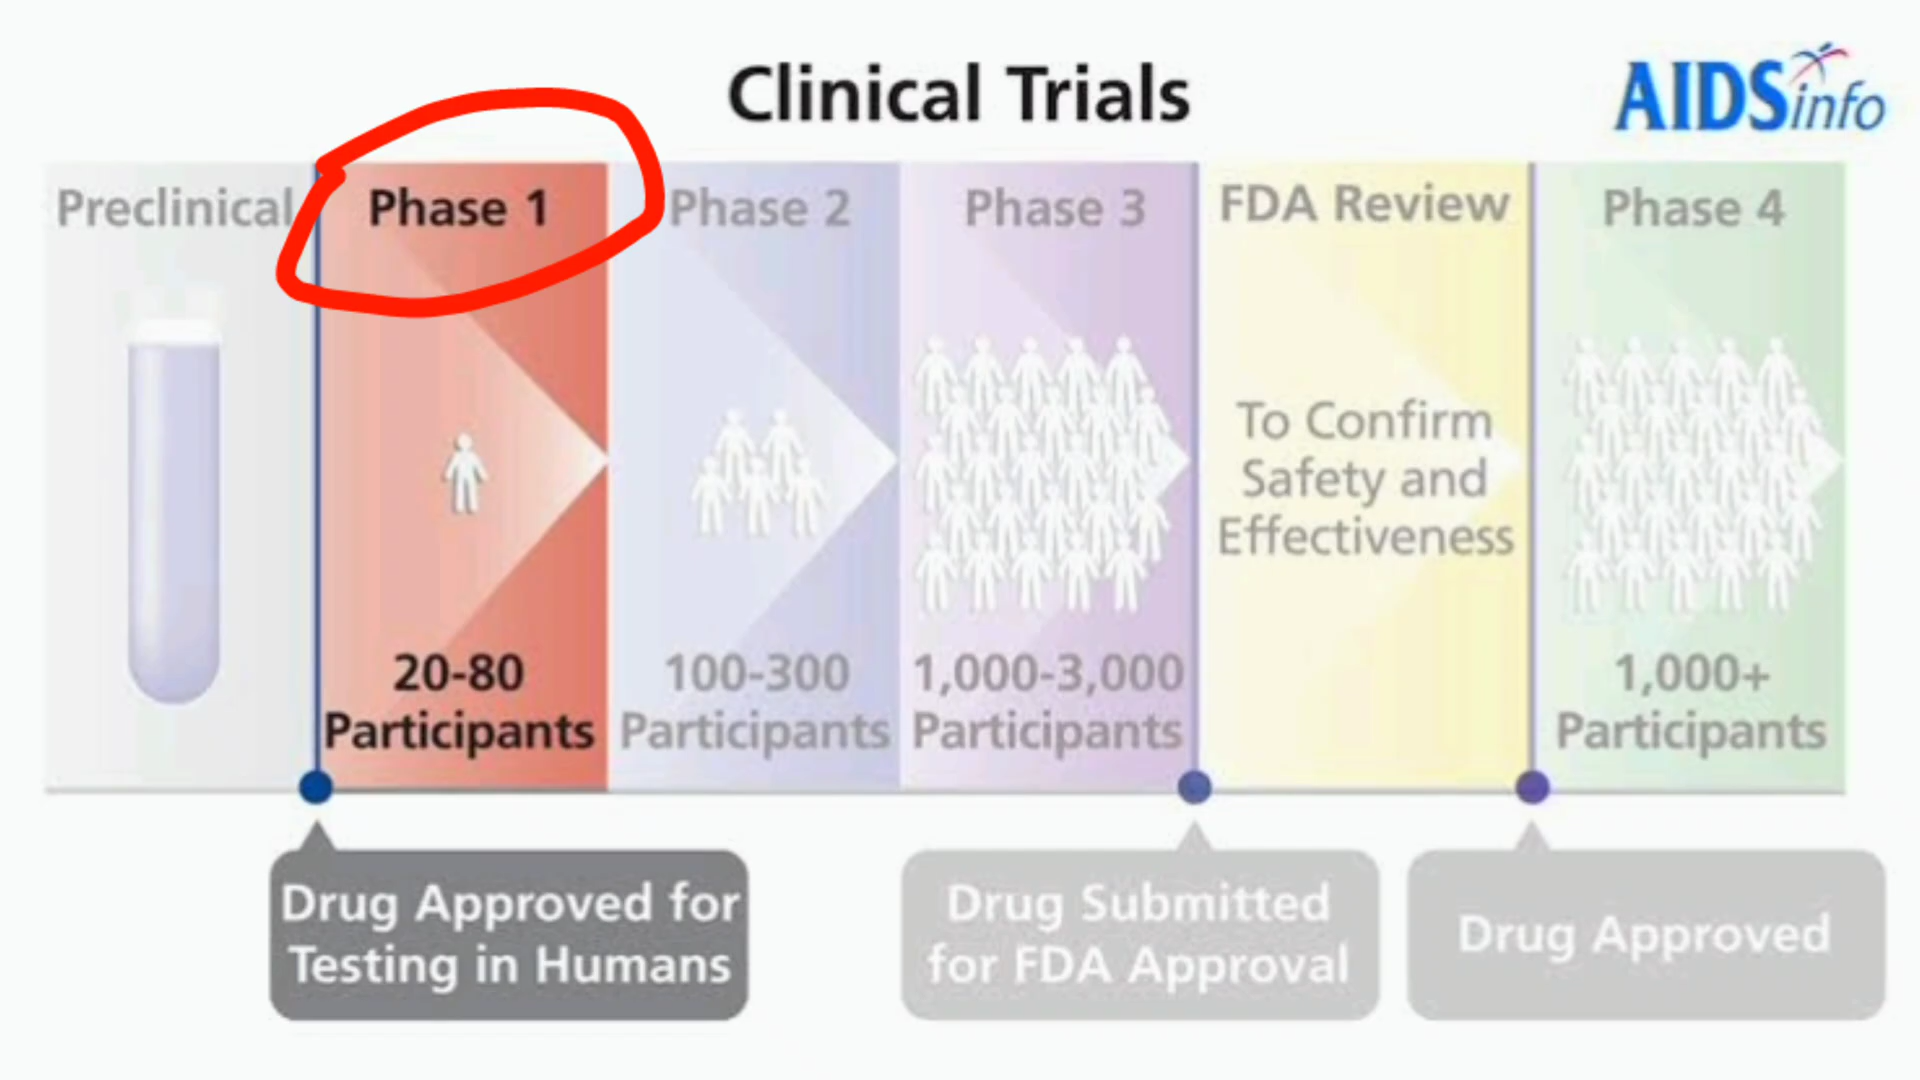 Clinical Trials
AIDSinfo
Preclinical
Phase 1
Phase 2
Phase 3
FDA Review
Phase 4
To Confirm
Safety and
Effectiveness
20-80
Participants
100-300
Participants
1,000-3,000
Participants
1,000+
Participants
Drug Approved for
Testing in Humans
Drug Submitted
for FDA Approval
Drug Approved